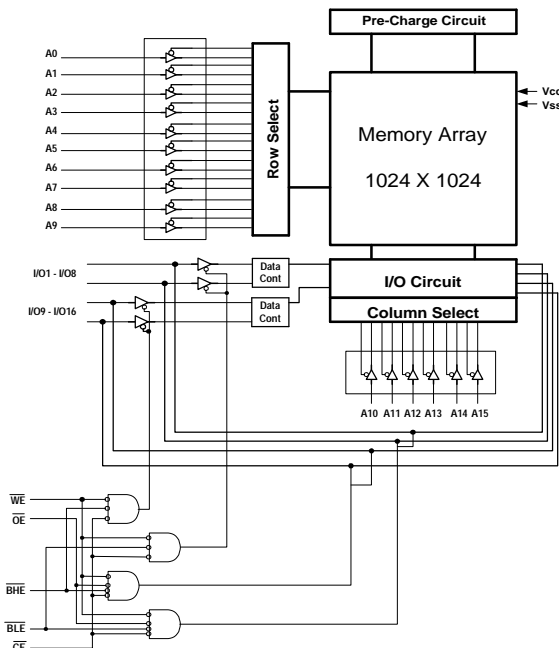 Pre-Charge Circuit
A0
A1
A2
A3
A4
A5
A6
A7
A8
A9
Row Select
Memory Array
1024 X 1024
Vcc
Vss
I/O1 - I/O8
I/O9 - I/O16
Data
Cont
Data
Cont
I/O Circuit
Column Select
A10 A11 A12 A13 A14 A15
WE
OE
BHE
BLE
CE